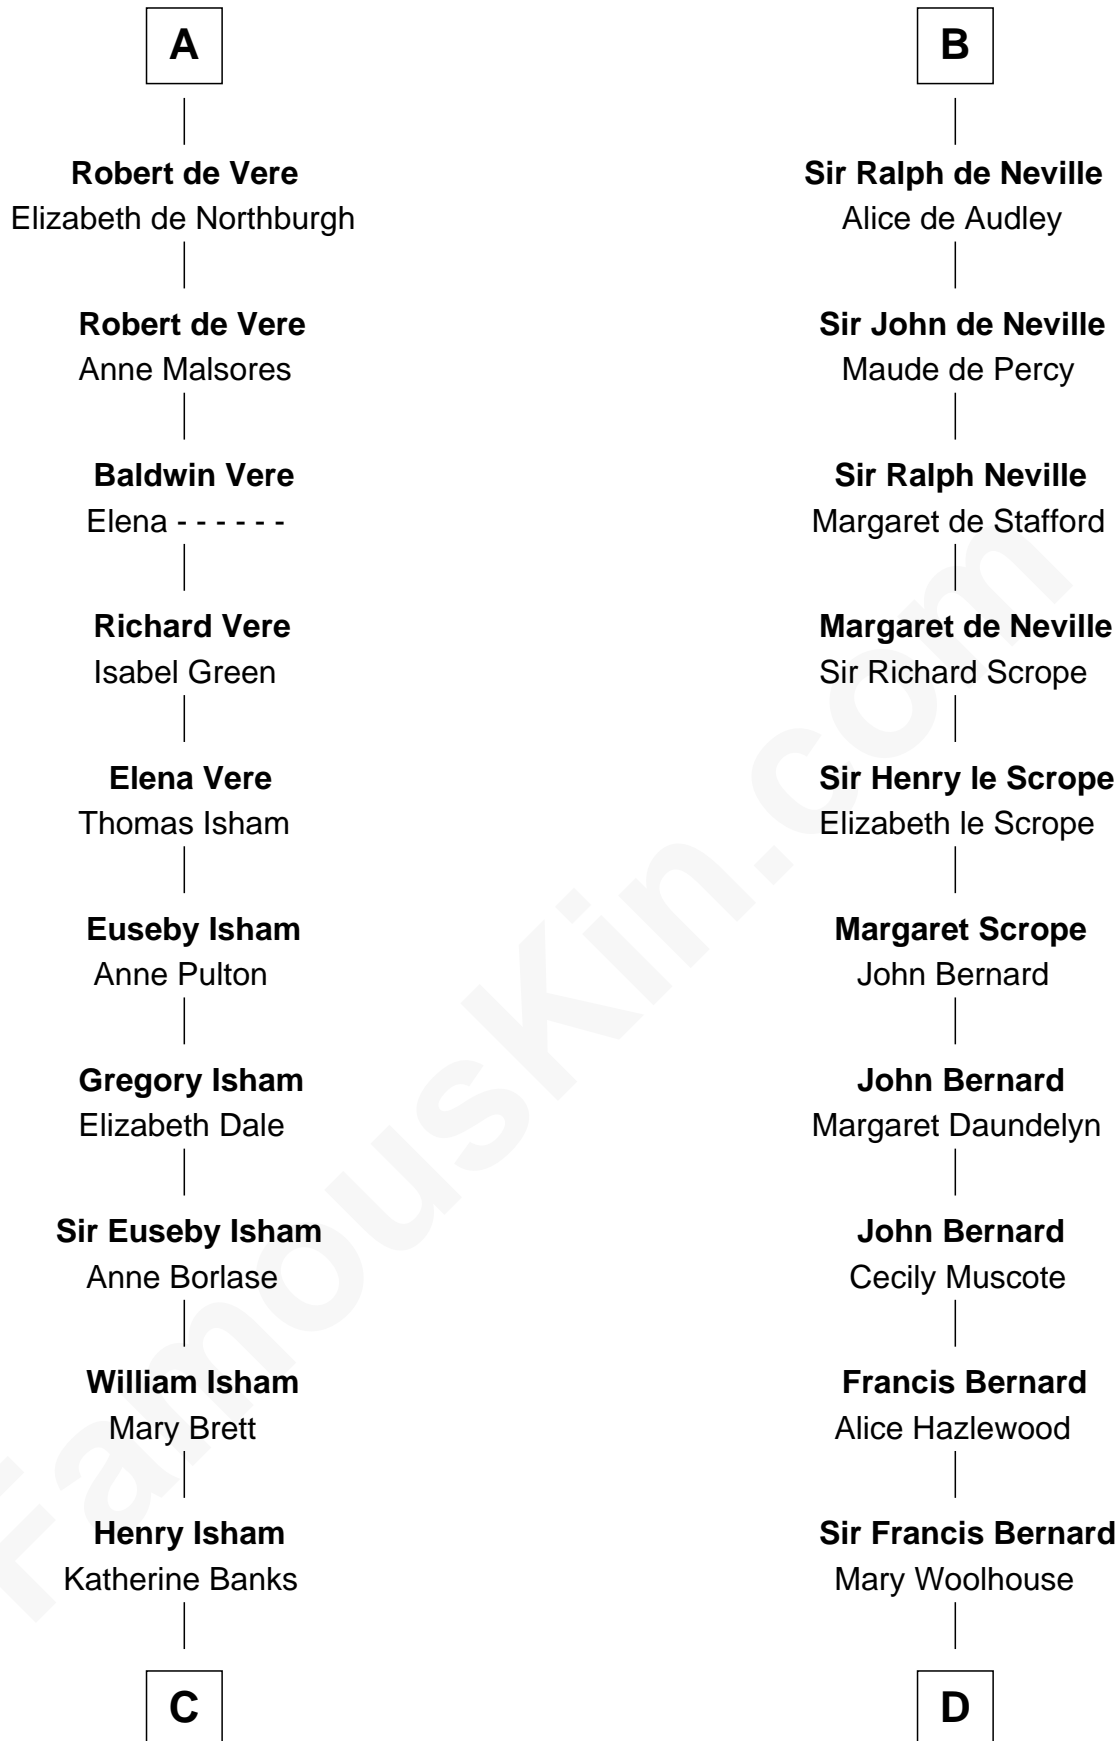 A
Robert de Vere
Elizabeth de Northburgh
Robert de Vere
Anne Malsores
Baldwin Vere
Elena - - - - - -
Richard Vere
Isabel Green
Elena Vere
Thomas Isham
Euseby Isham
Anne Pulton
Gregory Isham
Elizabeth Dale
Sir Euseby Isham
Anne Borlase
William Isham
Mary Brett
Henry Isham
Katherine Banks
C
B
Sir Ralph de Neville
Alice de Audley
Sir John de Neville
Maude de Percy
Sir Ralph Neville
Margaret de Stafford
Margaret de Neville
Sir Richard Scrope
Sir Henry le Scrope
Elizabeth le Scrope
Margaret Scrope
John Bernard
John Bernard
Margaret Daundelyn
John Bernard
Cecily Muscote
Francis Bernard
Alice Hazlewood
Sir Francis Bernard
Mary Woolhouse
D
FamousKin.com